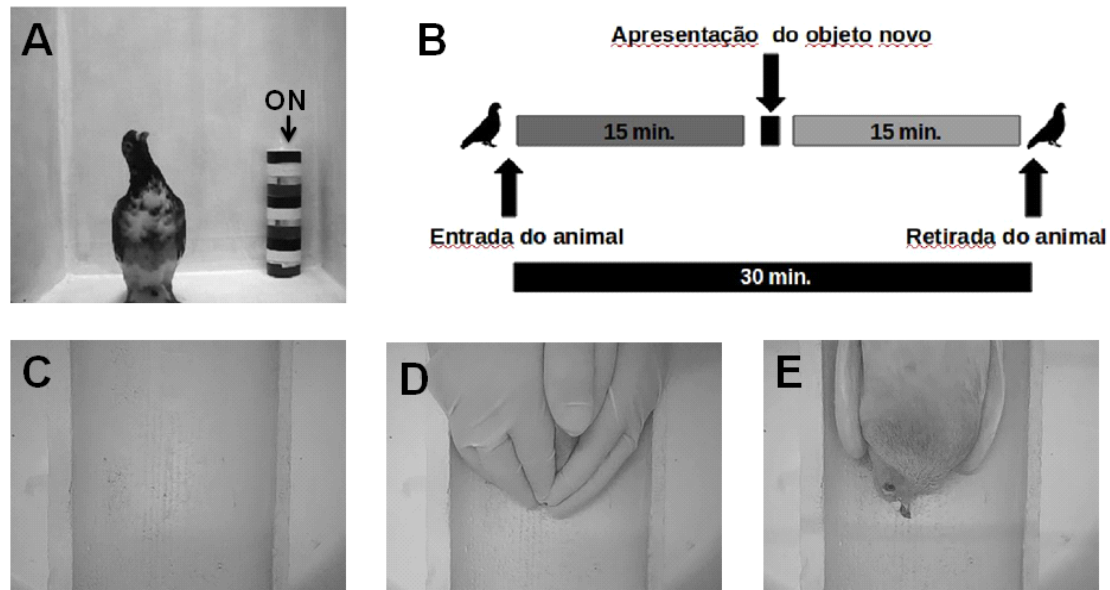 A
ON
B
Apresentação do objeto novo
15 min.
15 min.
Entrada do animal
Retirada do animal
30 min.
C
D
E